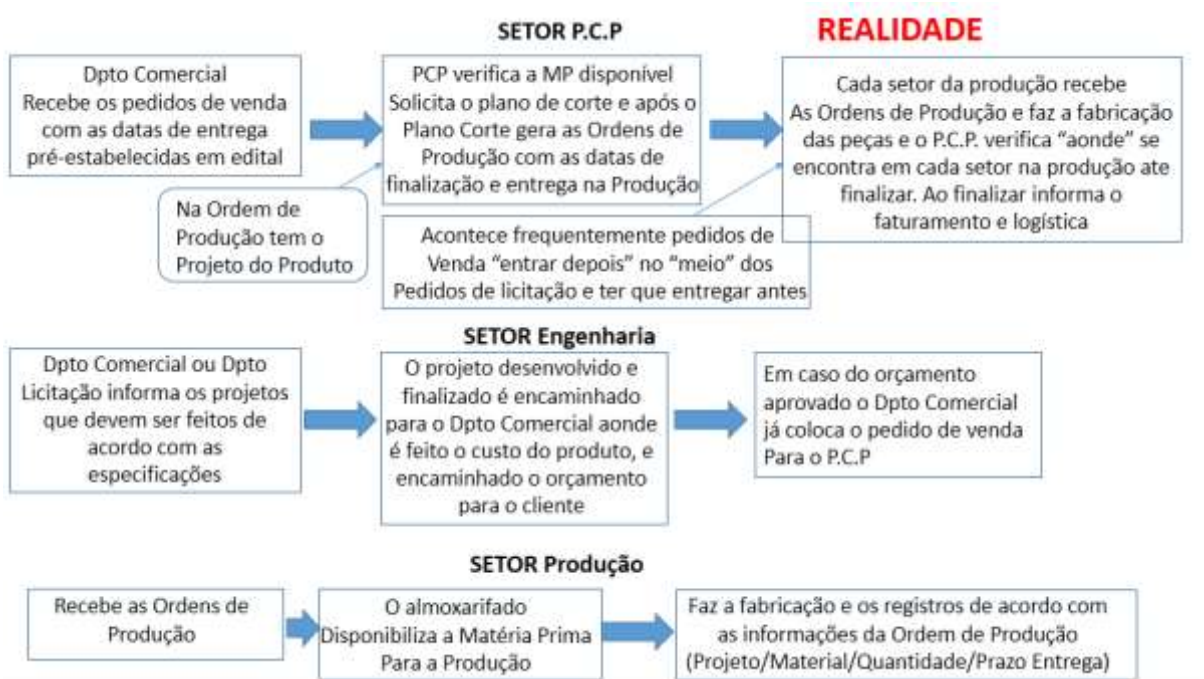 SETOR P.C.P
REALIDADE
Dpto Comercial
Recebe os pedidos de venda
com as datas de entrega
pré-estabelecidas em edital
PCP verifica a MP disponível
Solicita o plano de corte e após o
Plano Corte gera as Ordens de
Produção com as datas de
finalização e entrega na Produção
Cada setor da produção recebe
As Ordens de Produção e faz a fabricação
das peças e o P.C.P. verifica “aonde” se
encontra em cada setor na produção ate
finalizar. Ao finalizar informa o
faturamento e logística
Na Ordem de
Produção tem o
Projeto do Produto
Acontece frequentemente pedidos de
Venda “entrar depois” no “meio” dos
Pedidos de licitação e ter que entregar antes
SETOR Engenharia
Dpto Comercial ou Dpto
Licitação informa os projetos
que devem ser feitos de
acordo com as
especificações
O projeto desenvolvido e
finalizado é encaminhado
para o Dpto Comercial aonde
é feito o custo do produto, e
encaminhado o orçamento
para o cliente
Em caso do orçamento
aprovado o Dpto Comercial
já coloca o pedido de venda
Para o P.C.P
SETOR Produção
Recebe as Ordens de
Produção
O almoxarifado
Disponibiliza a Matéria Prima
Para a Produção
Faz a fabricação e os registros de acordo com
as informações da Ordem de Produção
(Projeto/Material/Quantidade/Prazo Entrega)